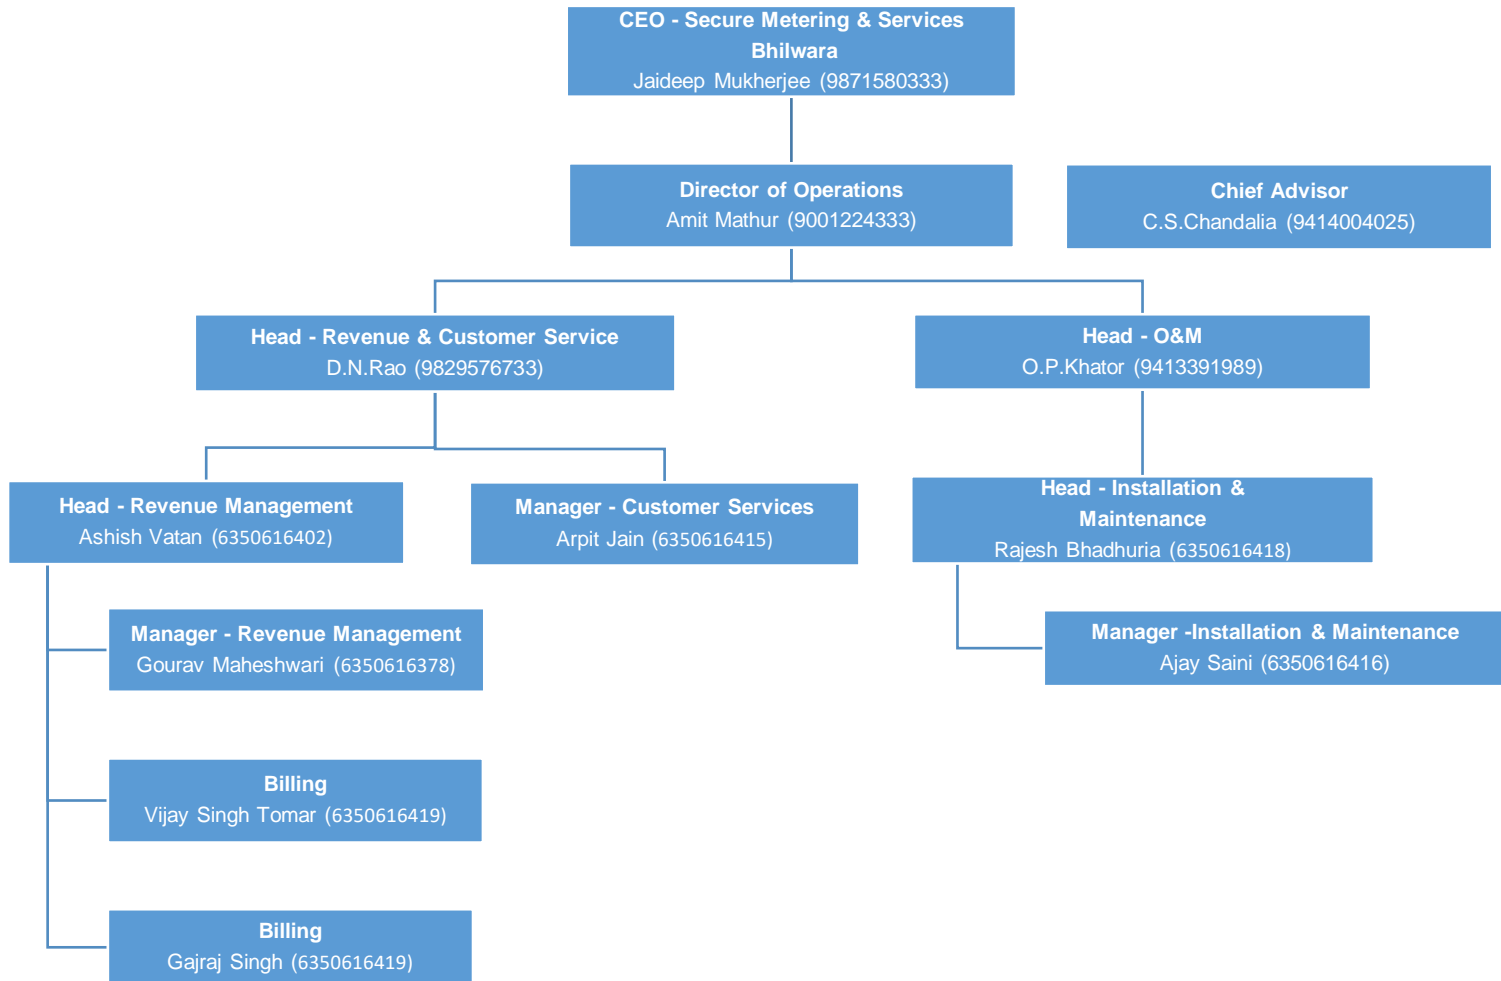 CEO - Secure Metering & Services
Bhilwara
Jaideep Mukherjee (9871580333)
Director of Operations
Amit Mathur (9001224333)
Chief Advisor
C.S.Chandalia (9414004025)
Head - Revenue & Customer Service
D.N.Rao (9829576733)
Head - O&M
O.P.Khator (9413391989)
Head - Revenue Management
Ashish Vatan (6350616402)
Manager - Customer Services
Arpit Jain (6350616415)
Head - Installation &
Maintenance
Rajesh Bhadhuria (6350616418)
Manager - Revenue Management
Gourav Maheshwari (6350616378)
Manager -Installation & Maintenance
Ajay Saini (6350616416)
Billing
Vijay Singh Tomar (6350616419)
Billing
Gajraj Singh (6350616419)